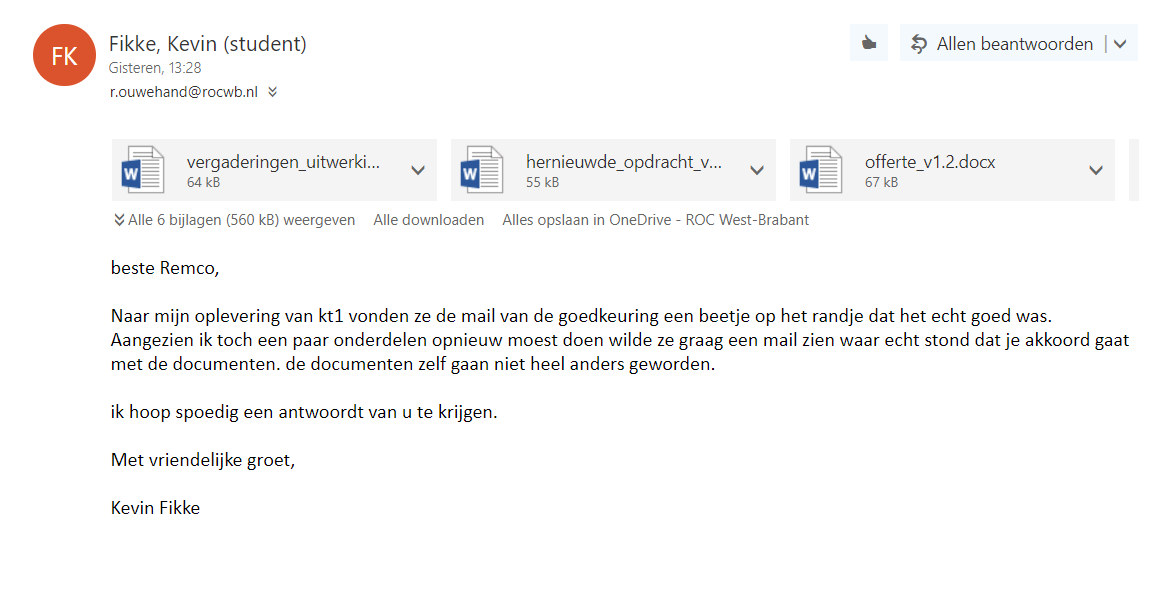 FK
Fikke, Kevin (student)
Gisteren, 13:28
r.ouwehand@rocwb.nl
Allen beantwoorden
vergaderingen_uitwerki...
64 kB
hernieuwde_opdracht_v...
55 kB
offerte_v1.2.docx
67 kB
Alle 6 bijlagen (560 kB) weergeven Alle downloaden Alles opslaan in OneDrive - ROC West-Brabant
beste Remco,
Naar mijn oplevering van kt1 vonden ze de mail van de goedkeuring een beetje op het randje dat het echt goed was.
Aangezien ik toch een paar onderdelen opnieuw moest doen wilde ze graag een mail zien waar echt stond dat je akkoord gaat
met de documenten. de documenten zelf gaan niet heel anders geworden.
ik hoop spoedig een antwoordt van u te krijgen.
Met vriendelijke groet,
Kevin Fikke